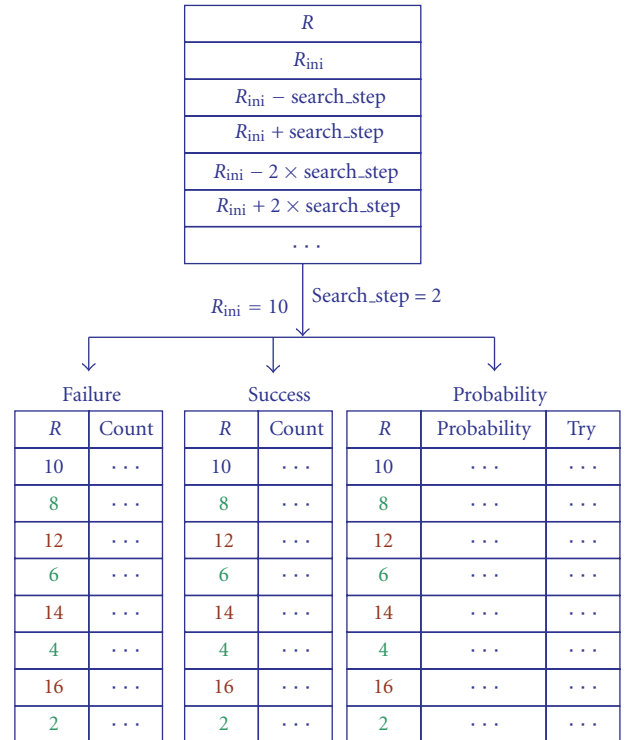 R
R_ini
R_ini − search_step
R_ini + search_step
R_ini − 2 × search_step
R_ini + 2 × search_step
· · ·
R_ini = 10 Search_step = 2
Failure Success Probability
R Count R Count R Probability Try
10 · · · 10 · · · 10 · · · · · ·
8 · · · 8 · · · 8 · · · · · ·
12 · · · 12 · · · 12 · · · · · ·
6 · · · 6 · · · 6 · · · · · ·
14 · · · 14 · · · 14 · · · · · ·
4 · · · 4 · · · 4 · · · · · ·
16 · · · 16 · · · 16 · · · · · ·
2 · · · 2 · · · 2 · · · · · ·